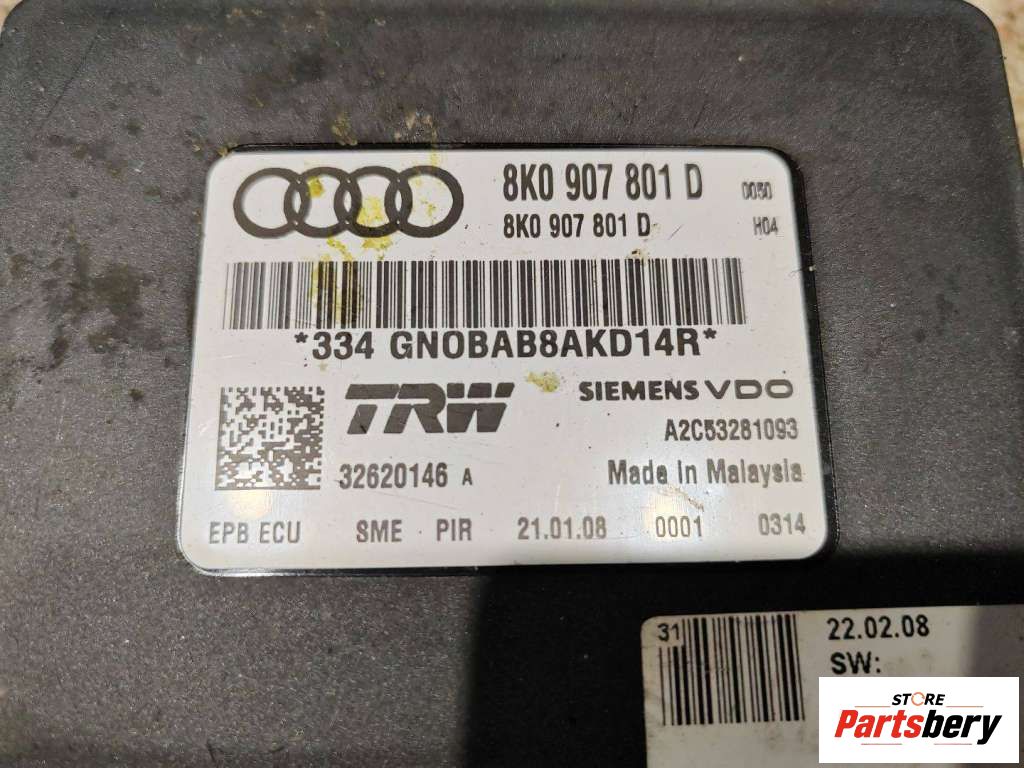 8K0 907 801 D 0050
8K0 907 801 D H04
*334 GNOBAB8AKD14R*
TRW SIEMENS VDO
A2C53281093
32620146 A Made in Malaysia
EPB ECU SME PIR 21.01.08 0001 0314
31 22.02.08
SW:
STORE
Partsbery